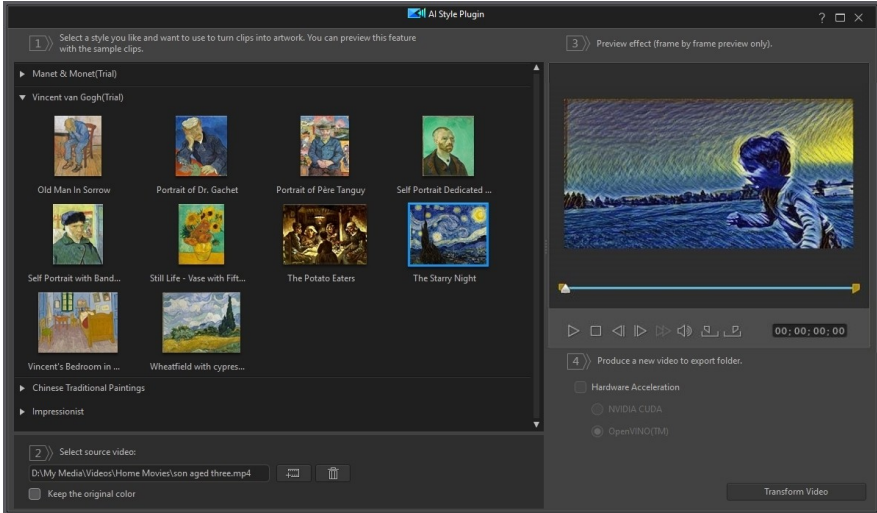 AI Style Plugin
?
1 Select a style you like and want to use to turn clips into artwork. You can preview this feature
with the sample clips.
Manet & Monet(Trial)
Vincent van Gogh(Trial)
Old Man In Sorrow
Portrait of Dr. Gachet
Portrait of Père Tanguy
Self Portrait Dedicated ...
Self Portrait with Band...
Still Life - Vase with Fift...
The Potato Eaters
The Starry Night
Vincent's Bedroom in ...
Wheatfield with cypres...
Chinese Traditional Paintings
Impressionist
2 Select source video:
D:\My Media\Videos\Home Movies\son aged three.mp4
Keep the original color
3 Preview effect (frame by frame preview only).
00; 00; 00; 00
4 Produce a new video to export folder.
Hardware Acceleration
NVIDIA CUDA
OpenVINO(TM)
Transform Video